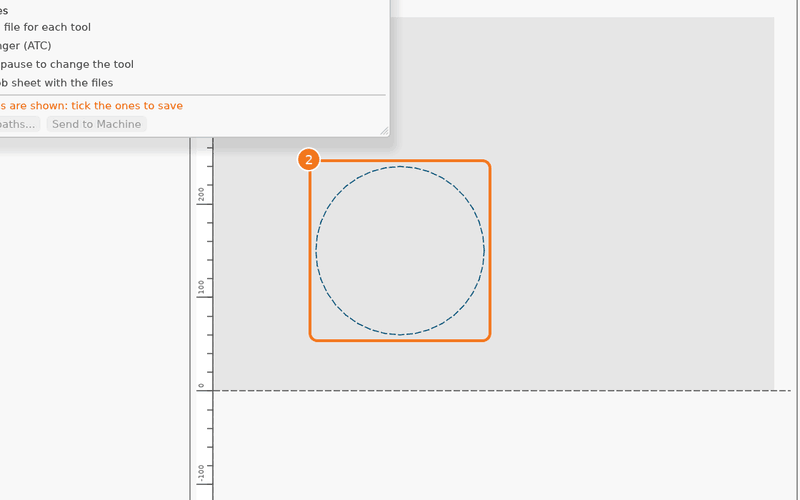 es
file for each tool
nger (ATC)
pause to change the tool
ob sheet with the files
s are shown: tick the ones to save
paths...
Send to Machine
2
200
100
0
-100